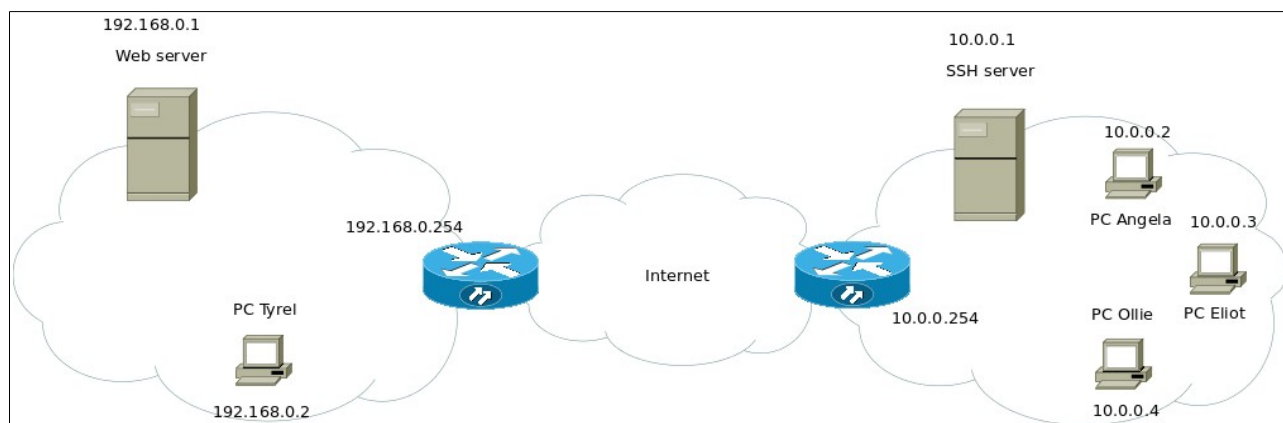 192.168.0.1
Web server
192.168.0.254
PC Tyrel
192.168.0.2
Internet
10.0.0.1
SSH server
10.0.0.2
PC Angela
10.0.0.3
PC Eliot
10.0.0.254
PC Ollie
10.0.0.4